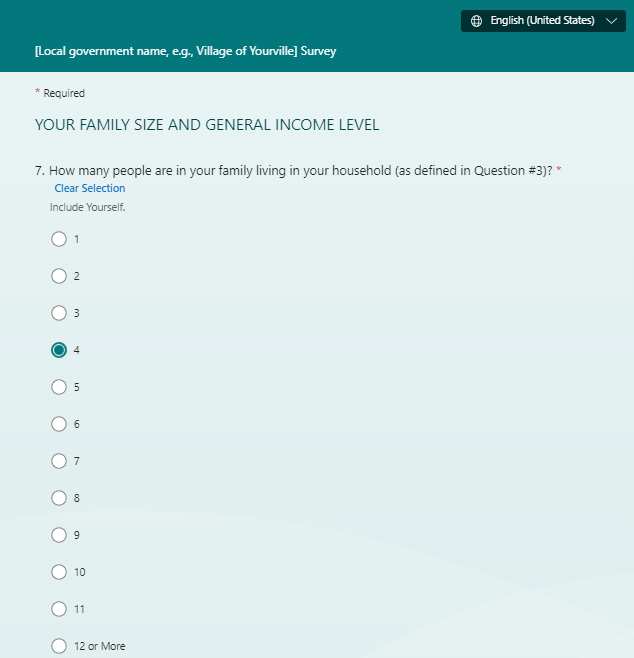 English (United States)
[Local government name, e.g., Village of Yourville] Survey
* Required
YOUR FAMILY SIZE AND GENERAL INCOME LEVEL
7. How many people are in your family living in your household (as defined in Question #3)? *
Clear Selection
Include Yourself.
1
2
3
4
5
6
7
8
9
10
11
12 or More